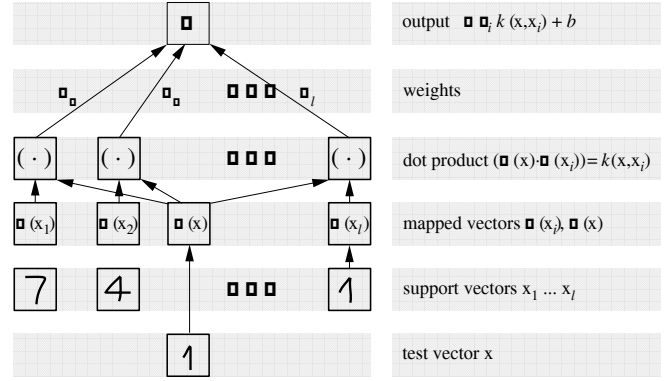 ▯ output ▯ ▯ᵢ k (x,xᵢ) + b
▯▯ ▯▯ ▯ ▯ ▯ ▯l weights
( · ) ( · ) ▯ ▯ ▯ ( · ) dot product (▯ (x)·▯ (xᵢ))= k(x,xᵢ)
▯ (x₁) ▯ (x₂) ▯ (x) ▯ (xl) mapped vectors ▯ (xᵢ), ▯ (x)
7 4 ▯ ▯ ▯ 1 support vectors x₁ ... xl
1 test vector x